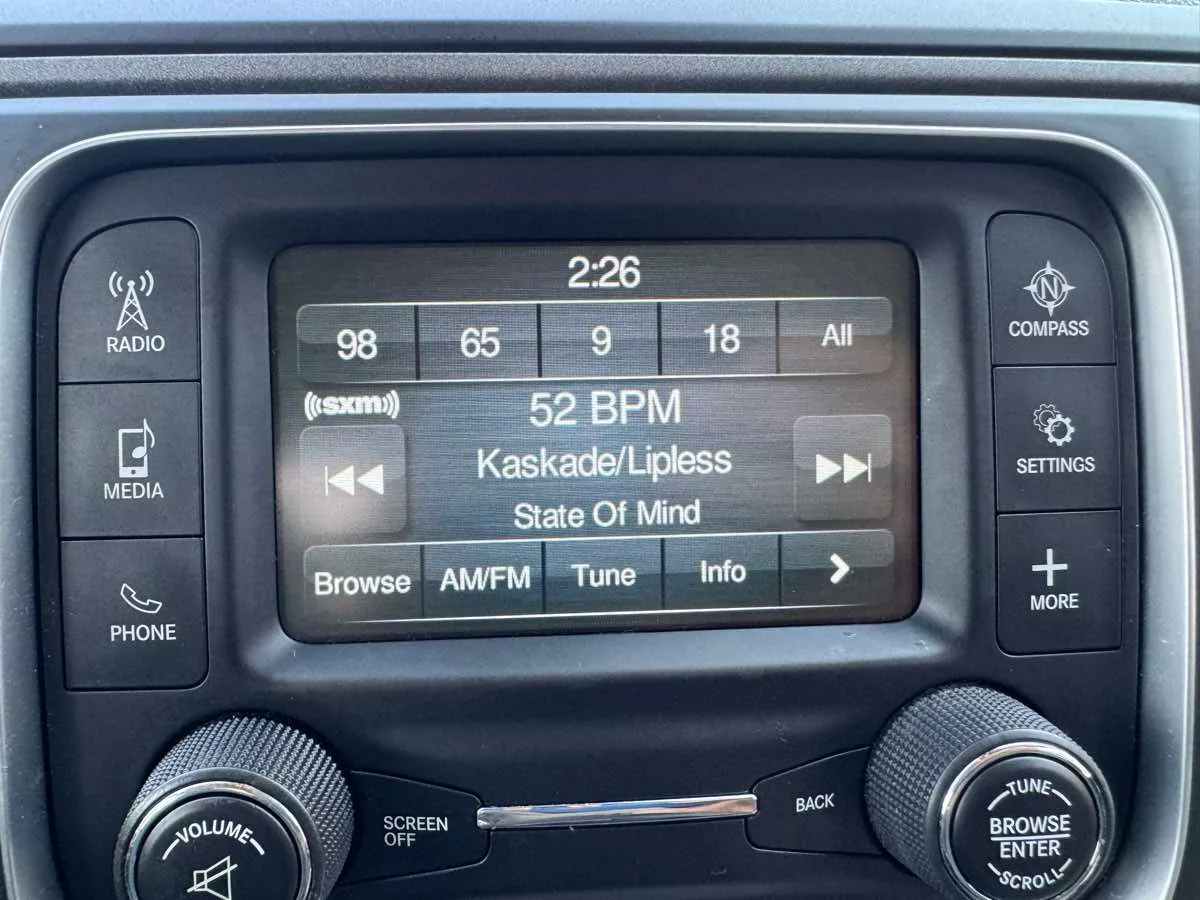 2:26
98 65 9 18 All
((sxm))
52 BPM
Kaskade/Lipless
State Of Mind
Browse AM/FM Tune Info
RADIO
MEDIA
PHONE
N
COMPASS
SETTINGS
MORE
VOLUME
SCREEN
OFF
BACK
TUNE
BROWSE
ENTER
SCROLL